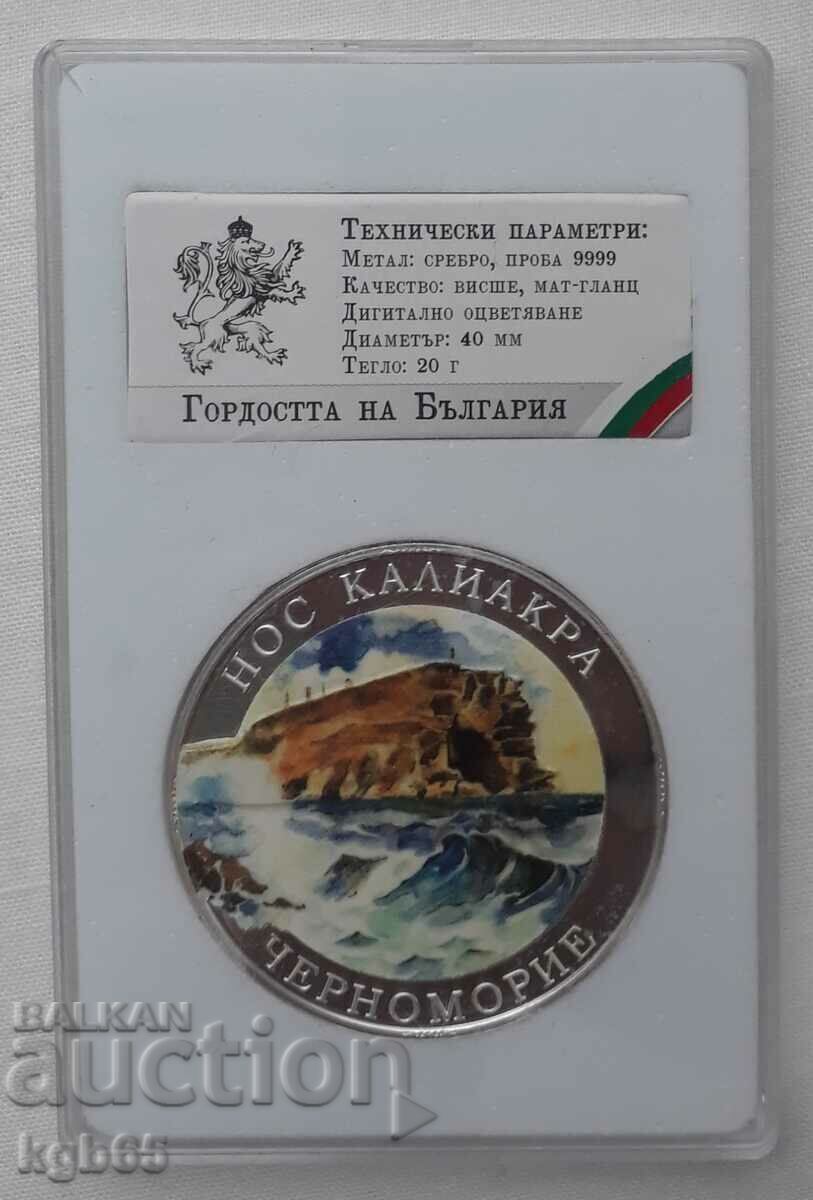 Технически параметри:
Метал: сребро, проба 9999
Качество: висше, мат-гланц
Дигитално оцветяване
Диаметър: 40 мм
Тегло: 20 г
Гордостта на България
НОС КАЛИАКРА
ЧЕРНОМОРИЕ
BALKAN
auction
kgb65